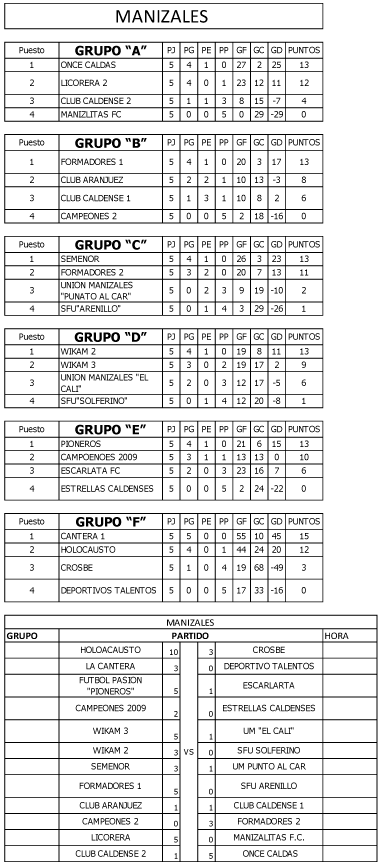 MANIZALES
Puesto GRUPO "A" PJ PG PE PP GF GC GD PUNTOS
1 ONCE CALDAS 5 4 1 0 27 2 25 13
2 LICORERA 2 5 4 0 1 23 12 11 12
3 CLUB CALDENSE 2 5 1 1 3 8 15 -7 4
4 MANIZLITAS FC 5 0 0 5 0 29 -29 0
Puesto GRUPO "B" PJ PG PE PP GF GC GD PUNTOS
1 FORMADORES 1 5 4 1 0 20 3 17 13
2 CLUB ARANJUEZ 5 2 2 1 10 13 -3 8
3 CLUB CALDENSE 1 5 1 3 1 10 8 2 6
4 CAMPEONES 2 5 0 0 5 2 18 -16 0
Puesto GRUPO "C" PJ PG PE PP GF GC GD PUNTOS
1 SEMENOR 5 4 1 0 26 3 23 13
2 FORMADORES 2 5 3 2 0 20 7 13 11
3 UNION MANIZALES
"PUNATO AL CAR" 5 0 2 3 9 19 -10 2
4 SFU"ARENILLO" 5 0 1 4 3 29 -26 1
Puesto GRUPO "D" PJ PG PE PP GF GC GD PUNTOS
1 WIKAM 2 5 4 1 0 19 8 11 13
2 WIKAM 3 5 3 0 2 19 17 2 9
3 UNION MANIZALES "EL
CALI" 5 2 0 3 12 17 -5 6
4 SFU"SOLFERINO" 5 0 1 4 12 20 -8 1
Puesto GRUPO "E" PJ PG PE PP GF GC GD PUNTOS
1 PIONEROS 5 4 1 0 21 6 15 13
2 CAMPOENOES 2009 5 3 1 1 13 13 0 10
3 ESCARLATA FC 5 2 0 3 23 16 7 6
4 ESTRELLAS CALDENSES 5 0 0 5 2 24 -22 0
Puesto GRUPO "F" PJ PG PE PP GF GC GD PUNTOS
1 CANTERA 1 5 5 0 0 55 10 45 15
2 HOLOCAUSTO 5 4 0 1 44 24 20 12
3 CROSBE 5 1 0 4 19 68 -49 3
4 DEPORTIVOS TALENTOS 5 0 0 5 17 33 -16 0
MANIZALES
GRUPO PARTIDO HORA
HOLOACAUSTO 10 3 CROSBE
LA CANTERA 3 0 DEPORTIVO TALENTOS
FUTBOL PASION
"PIONEROS" 5 1 ESCARLARTA
CAMPEONES 2009 2 0 ESTRELLAS CALDENSES
WIKAM 3 5 1 UM "EL CALI"
WIKAM 2 3 VS 0 SFU SOLFERINO
SEMENOR 3 1 UM PUNTO AL CAR
FORMADORES 1 5 0 SFU ARENILLO
CLUB ARANJUEZ 1 1 CLUB CALDENSE 1
CAMPEONES 2 0 3 FORMADORES 2
LICORERA 5 0 MANIZALITAS F.C.
CLUB CALDENSE 2 1 5 ONCE CALDAS